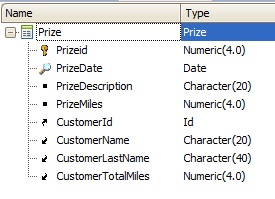 Name Type
Prize Prize
Prizeid Numeric(4.0)
PrizeDate Date
PrizeDescription Character(20)
PrizeMiles Numeric(4.0)
CustomerId Id
CustomerName Character(20)
CustomerLastName Character(40)
CustomerTotalMiles Numeric(4.0)